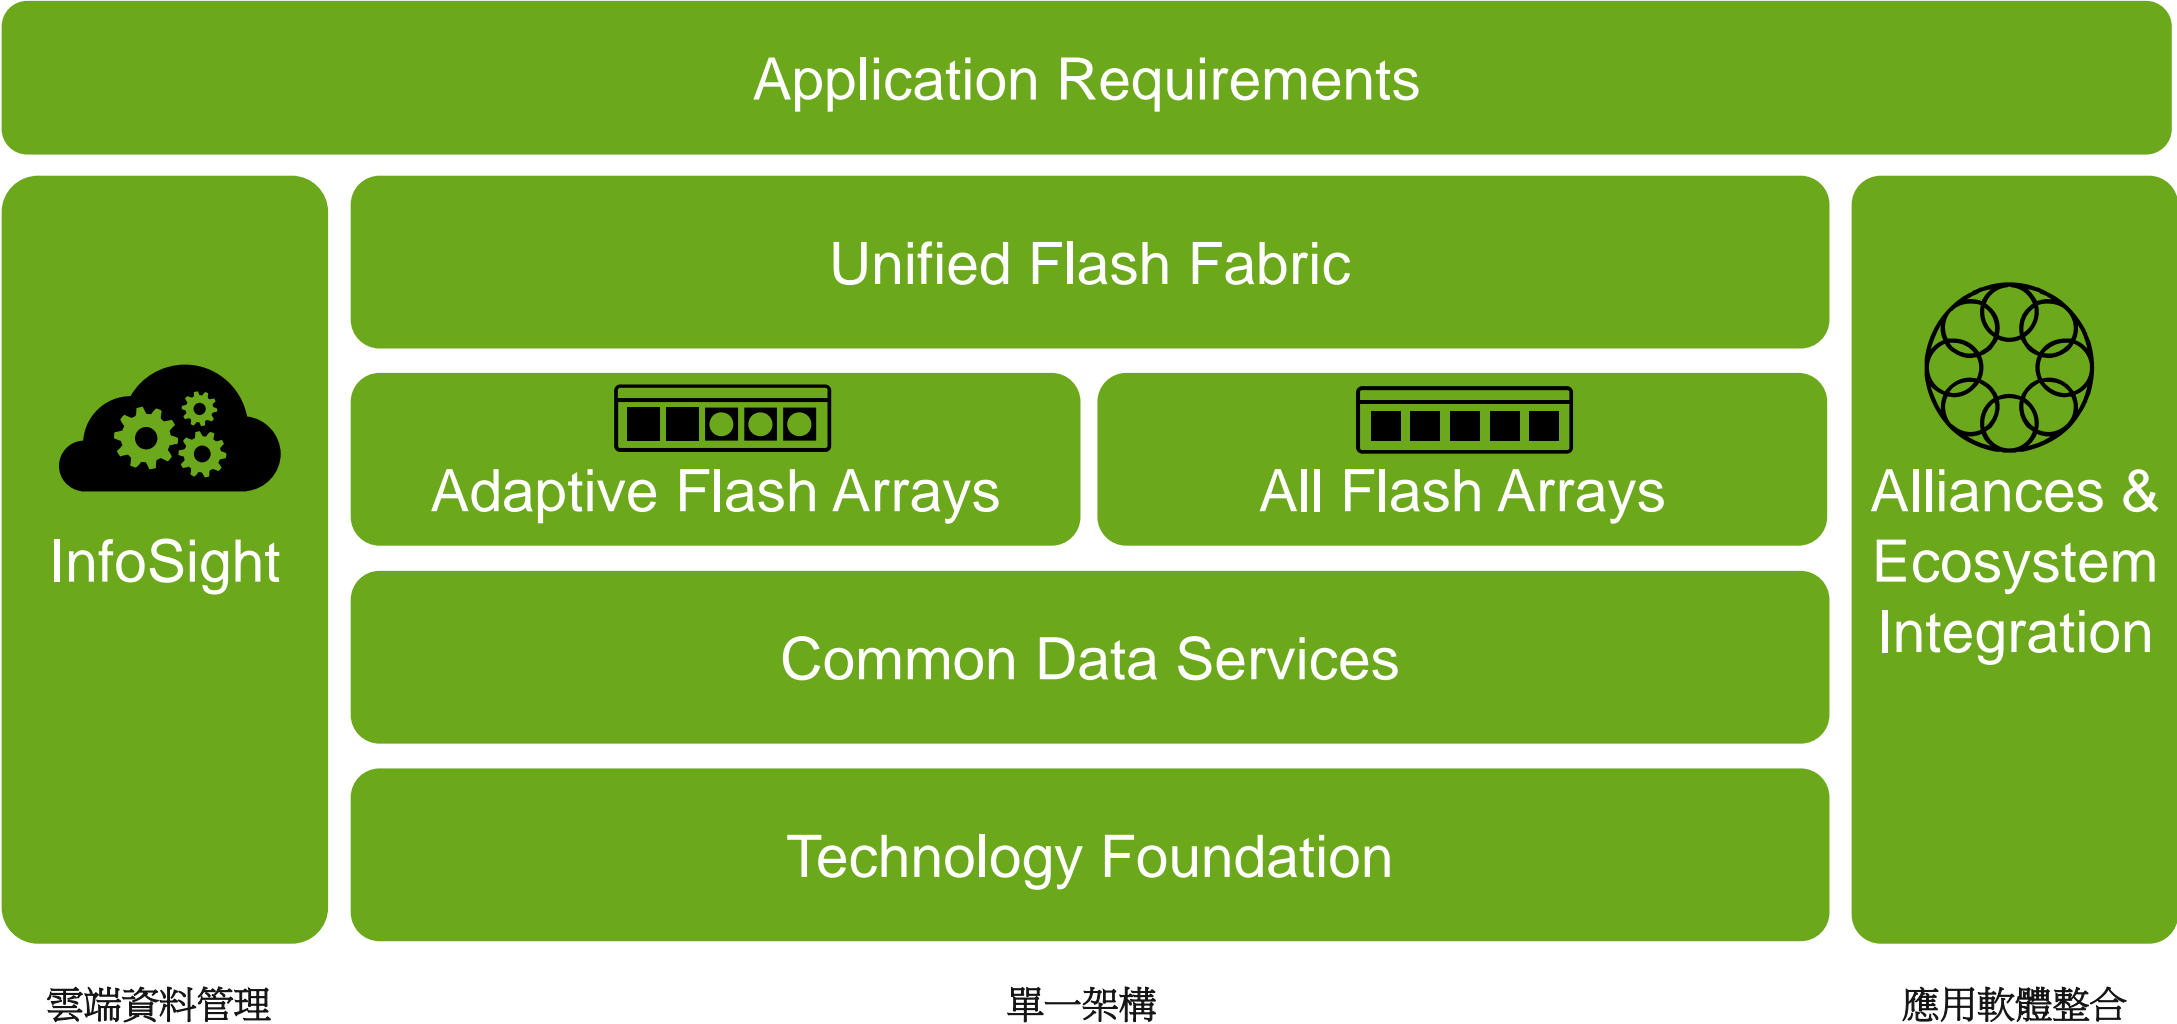 Application Requirements
Unified Flash Fabric
Adaptive Flash Arrays
All Flash Arrays
InfoSight
Alliances &
Ecosystem
Integration
Common Data Services
Technology Foundation
雲端資料管理
單一架構
應用軟體整合